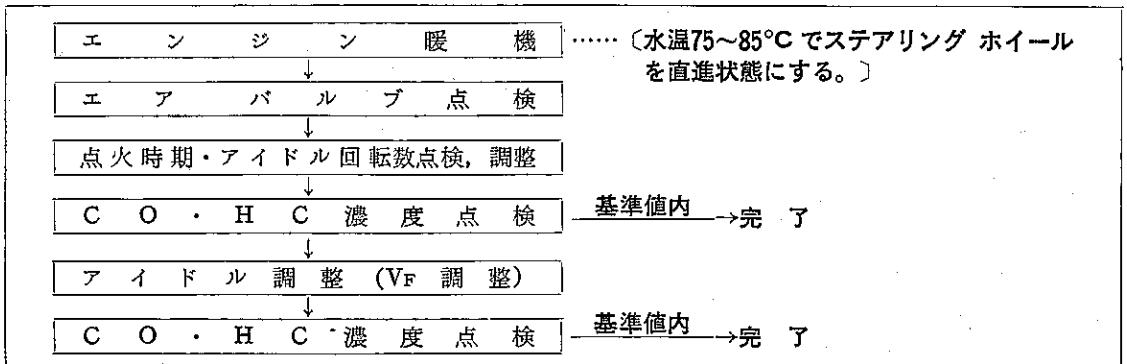 エンジン暖機……〔水温75～85°Cでステアリング ホイール
を直進状態にする。〕
↓
エアバルブ点検
↓
点火時期・アイドル回転数点検，調整
↓
CO・HC濃度点検 基準値内→完了
↓
アイドル調整(VF調整)
↓
CO・HC濃度点検 基準値内→完了